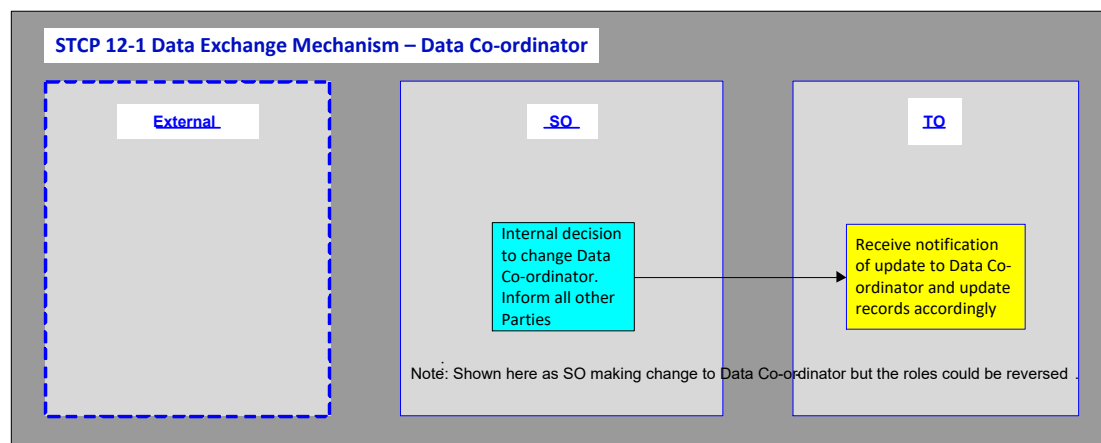 STCP 12-1 Data Exchange Mechanism – Data Co-ordinator
External
SO
TO
Internal decision
to change Data
Co-ordinator.
Inform all other
Parties
Receive notification
of update to Data Co-
ordinator and update
records accordingly
Note: Shown here as SO making change to Data Co-ordinator but the roles could be reversed .